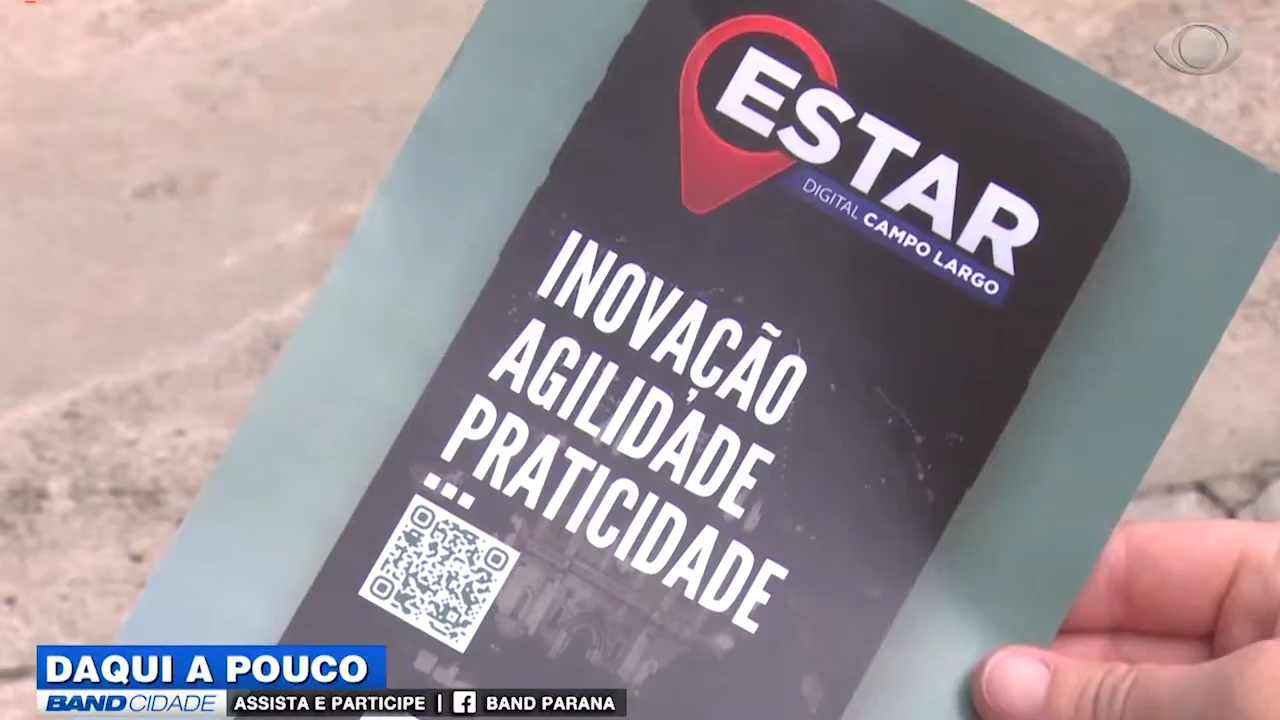 ESTAR
DIGITAL CAMPO LARGO
INOVAÇÃO
AGILIDADE
PRATICIDADE
...
DAQUI A POUCO
BAND CIDADE ASSISTA E PARTICIPE | BAND PARANA